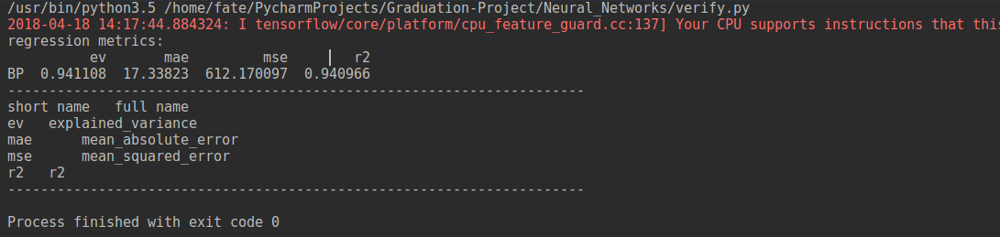 /usr/bin/python3.5 /home/fate/PycharmProjects/Graduation-Project/Neural_Networks/verify.py
2018-04-18 14:17:44.884324: I tensorflow/core/platform/cpu_feature_guard.cc:137] Your CPU supports instructions that this
regression metrics:
          ev       mae         mse        r2
BP  0.941108  17.33823  612.170097  0.940966
----------------------------------------------------------------------
short name   full name
ev   explained_variance
mae      mean_absolute_error
mse      mean_squared_error
r2   r2
----------------------------------------------------------------------
Process finished with exit code 0